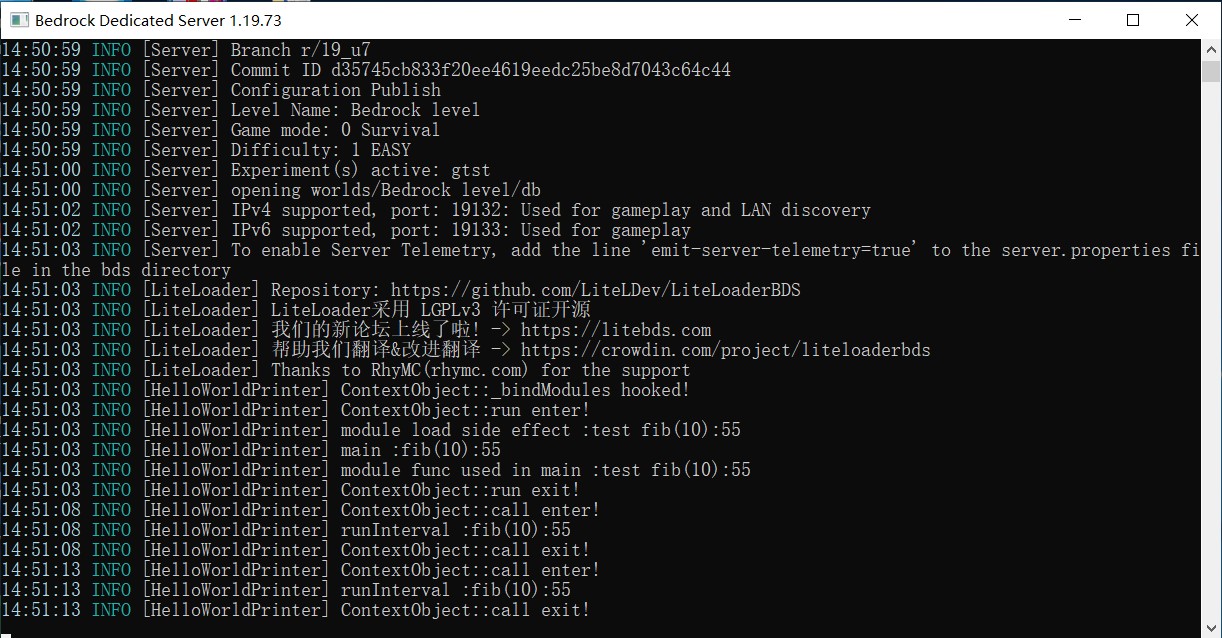 Bedrock Dedicated Server 1.19.73
14:50:59 INFO [Server] Branch r/19_u7
14:50:59 INFO [Server] Commit ID d35745cb833f20ee4619eedc25be8d7043c64c44
14:50:59 INFO [Server] Configuration Publish
14:50:59 INFO [Server] Level Name: Bedrock level
14:50:59 INFO [Server] Game mode: 0 Survival
14:50:59 INFO [Server] Difficulty: 1 EASY
14:51:00 INFO [Server] Experiment(s) active: gtst
14:51:00 INFO [Server] opening worlds/Bedrock level/db
14:51:02 INFO [Server] IPv4 supported, port: 19132: Used for gameplay and LAN discovery
14:51:02 INFO [Server] IPv6 supported, port: 19133: Used for gameplay
14:51:03 INFO [Server] To enable Server Telemetry, add the line 'emit-server-telemetry=true' to the server.properties fi
le in the bds directory
14:51:03 INFO [LiteLoader] Repository: https://github.com/LiteLDev/LiteLoaderBDS
14:51:03 INFO [LiteLoader] LiteLoader采用 LGPLv3 许可证开源
14:51:03 INFO [LiteLoader] 我们的新论坛上线了啦! -> https://litebds.com
14:51:03 INFO [LiteLoader] 帮助我们翻译&改进翻译 -> https://crowdin.com/project/liteloaderbds
14:51:03 INFO [LiteLoader] Thanks to RhyMC(rhymc.com) for the support
14:51:03 INFO [HelloWorldPrinter] ContextObject::_bindModules hooked!
14:51:03 INFO [HelloWorldPrinter] ContextObject::run enter!
14:51:03 INFO [HelloWorldPrinter] module load side effect :test fib(10):55
14:51:03 INFO [HelloWorldPrinter] main :fib(10):55
14:51:03 INFO [HelloWorldPrinter] module func used in main :test fib(10):55
14:51:03 INFO [HelloWorldPrinter] ContextObject::run exit!
14:51:08 INFO [HelloWorldPrinter] ContextObject::call enter!
14:51:08 INFO [HelloWorldPrinter] runInterval :fib(10):55
14:51:08 INFO [HelloWorldPrinter] ContextObject::call exit!
14:51:13 INFO [HelloWorldPrinter] ContextObject::call enter!
14:51:13 INFO [HelloWorldPrinter] runInterval :fib(10):55
14:51:13 INFO [HelloWorldPrinter] ContextObject::call exit!